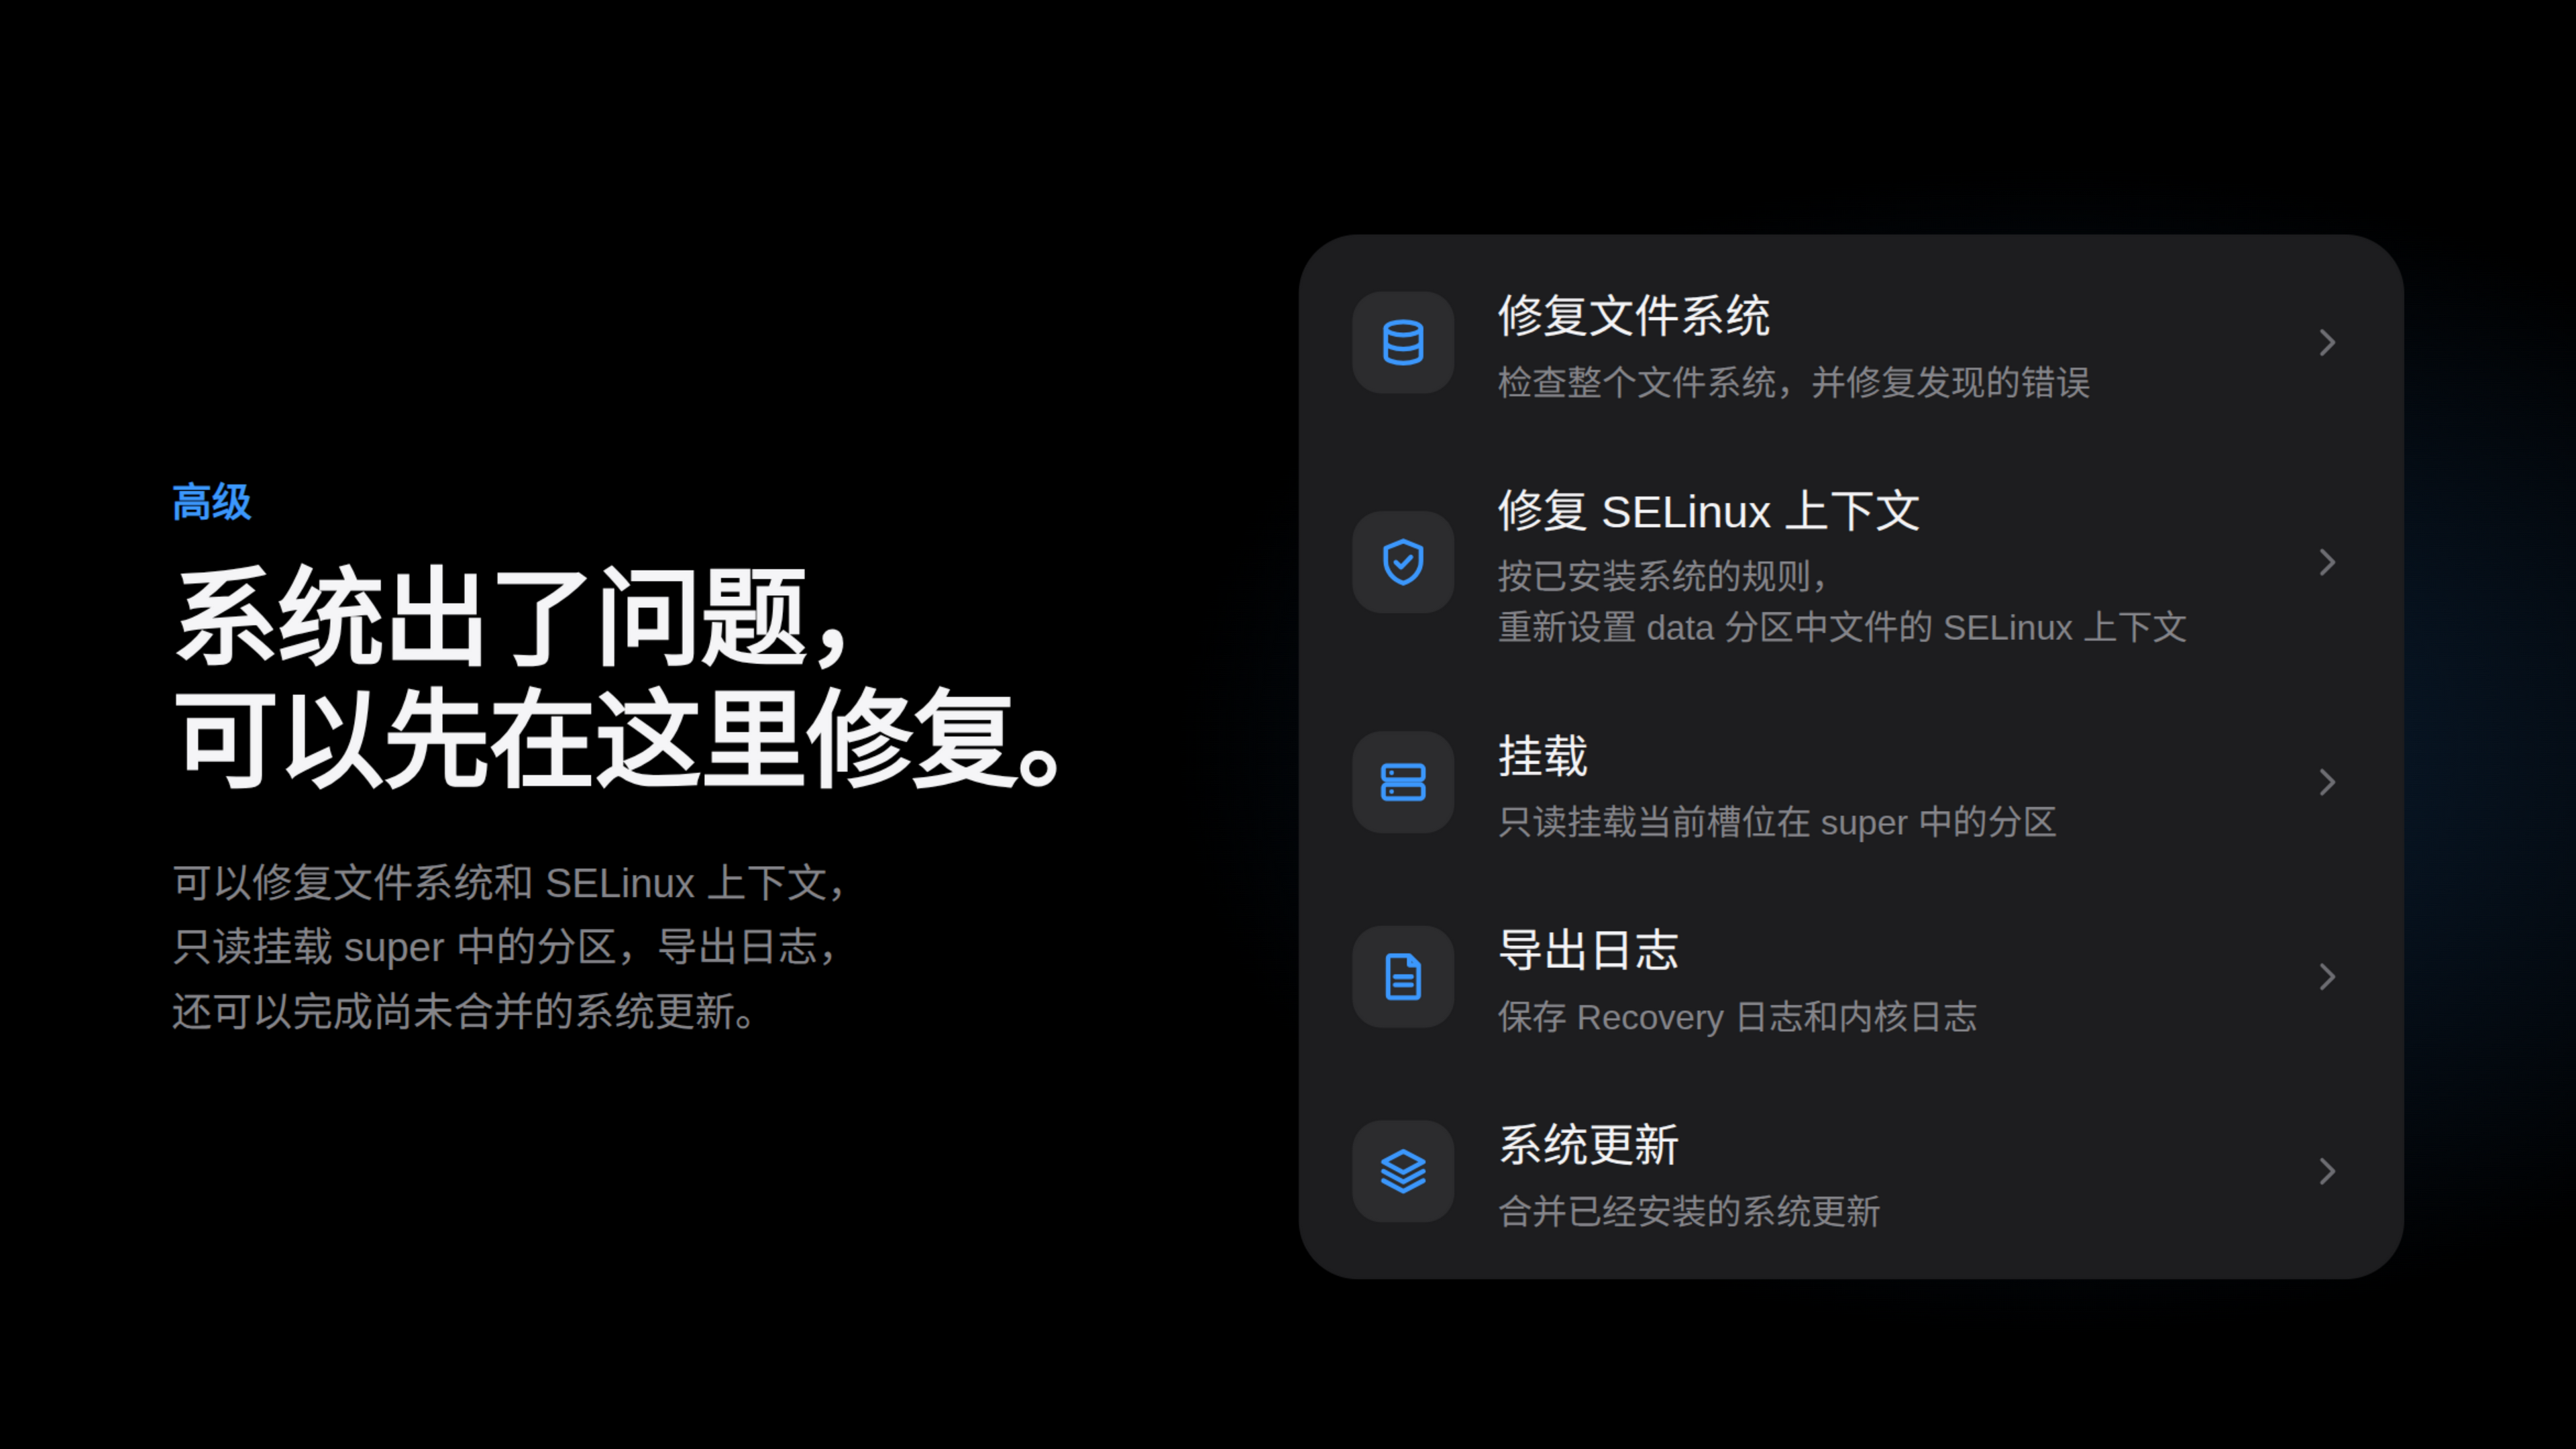 高级
系统出了问题，
可以先在这里修复。
可以修复文件系统和 SELinux 上下文，
只读挂载 super 中的分区，导出日志，
还可以完成尚未合并的系统更新。
修复文件系统
检查整个文件系统，并修复发现的错误
修复 SELinux 上下文
按已安装系统的规则，
重新设置 data 分区中文件的 SELinux 上下文
挂载
只读挂载当前槽位在 super 中的分区
导出日志
保存 Recovery 日志和内核日志
系统更新
合并已经安装的系统更新